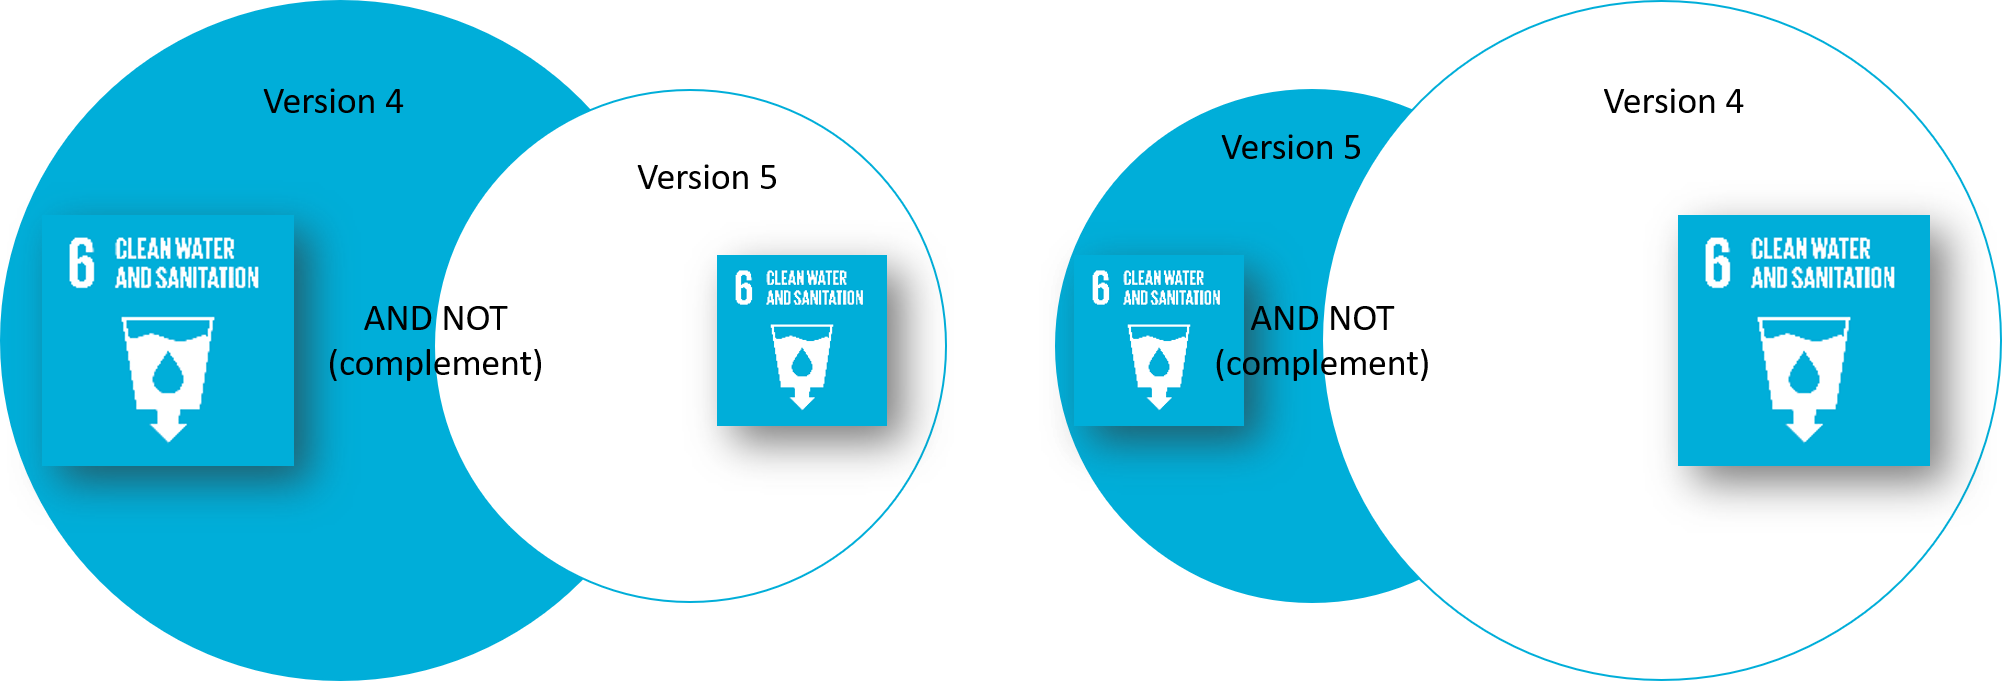 Version 4
6 CLEAN WATER
AND SANITATION
AND NOT
(complement)
Version 5
6 CLEAN WATER
AND SANITATION
Version 5
6 CLEAN WATER
AND SANITATION
AND NOT
(complement)
Version 4
6 CLEAN WATER
AND SANITATION